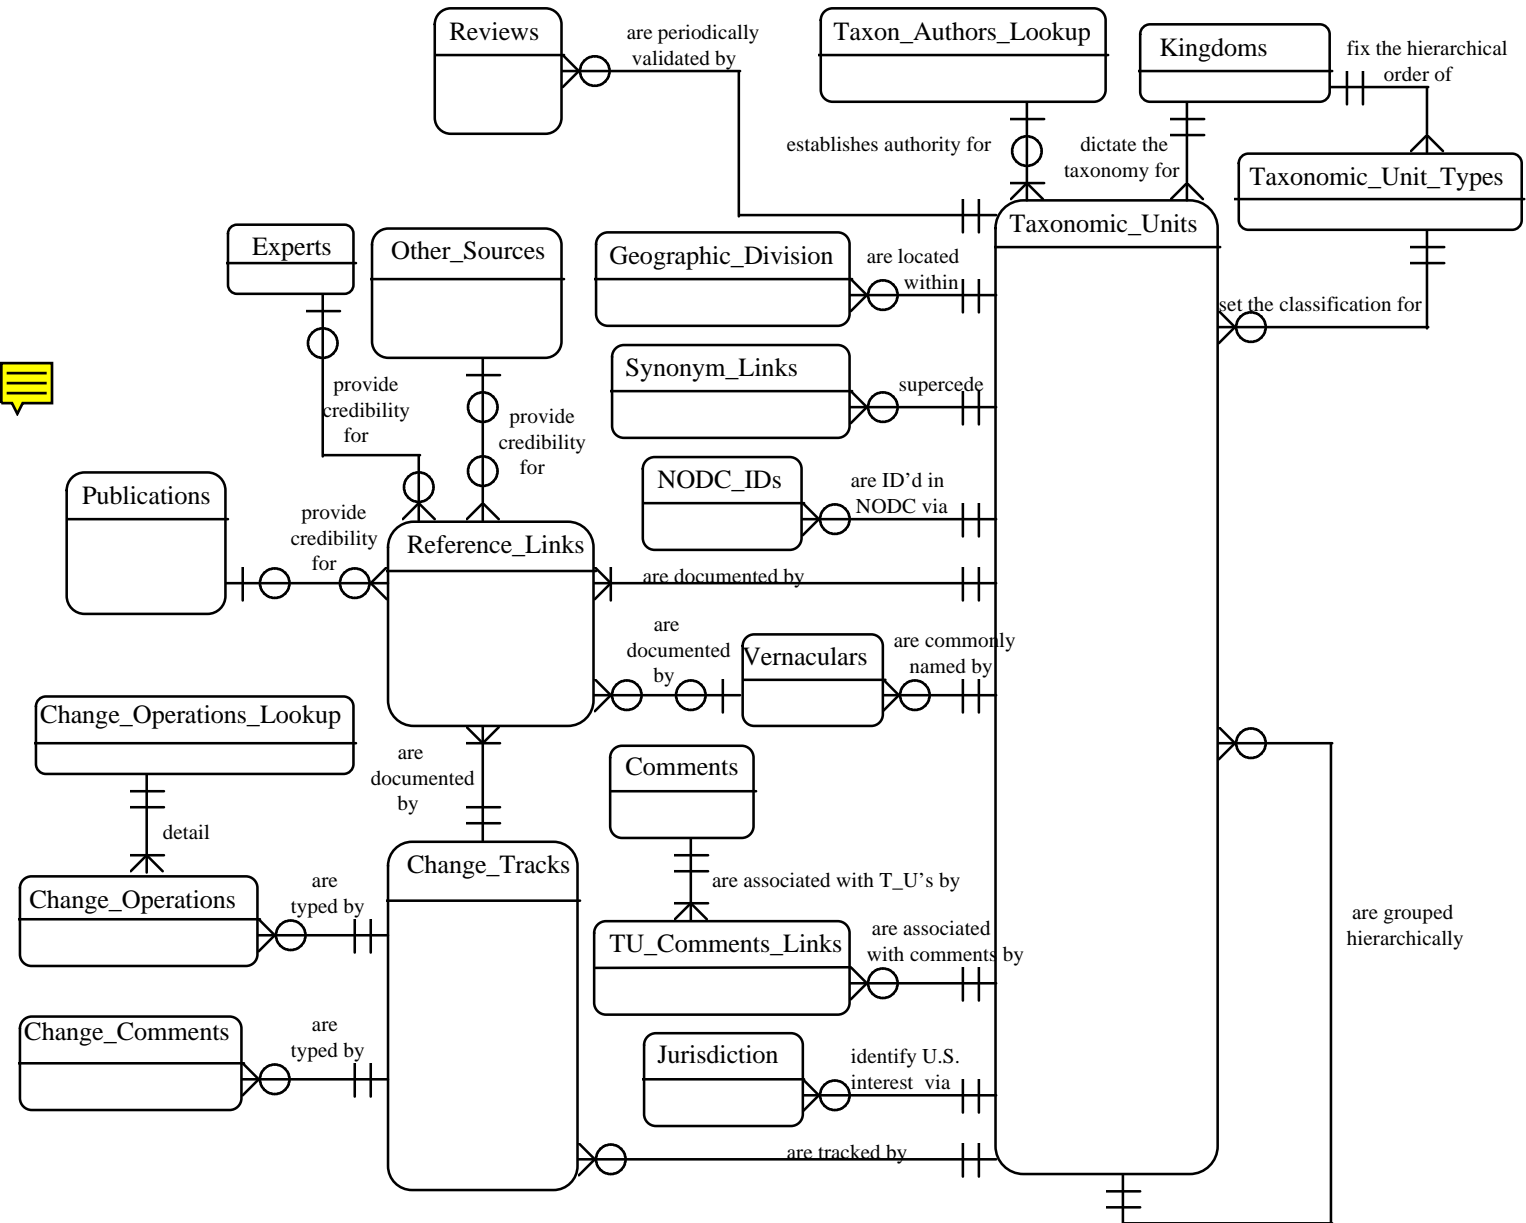 Reviews
are periodically
validated by
Taxon_Authors_Lookup
Kingdoms
fix the hierarchical
order of
establishes authority for
dictate the
taxonomy for
Taxonomic_Unit_Types
Taxonomic_Units
Experts
Other_Sources
Geographic_Division
are located
within
set the classification for
Synonym_Links
supercede
provide
credibility
for
provide
credibility
for
NODC_IDs
are ID’d in
NODC via
Publications
provide
credibility
for
Reference_Links
are documented by
are
documented
by
Vernaculars
are commonly
named by
Change_Operations_Lookup
are
documented
by
Comments
detail
Change_Tracks
are associated with T_U’s by
Change_Operations
are
typed by
TU_Comments_Links
are associated
with comments by
are grouped
hierarchically
Change_Comments
are
typed by
Jurisdiction
identify U.S.
interest via
are tracked by